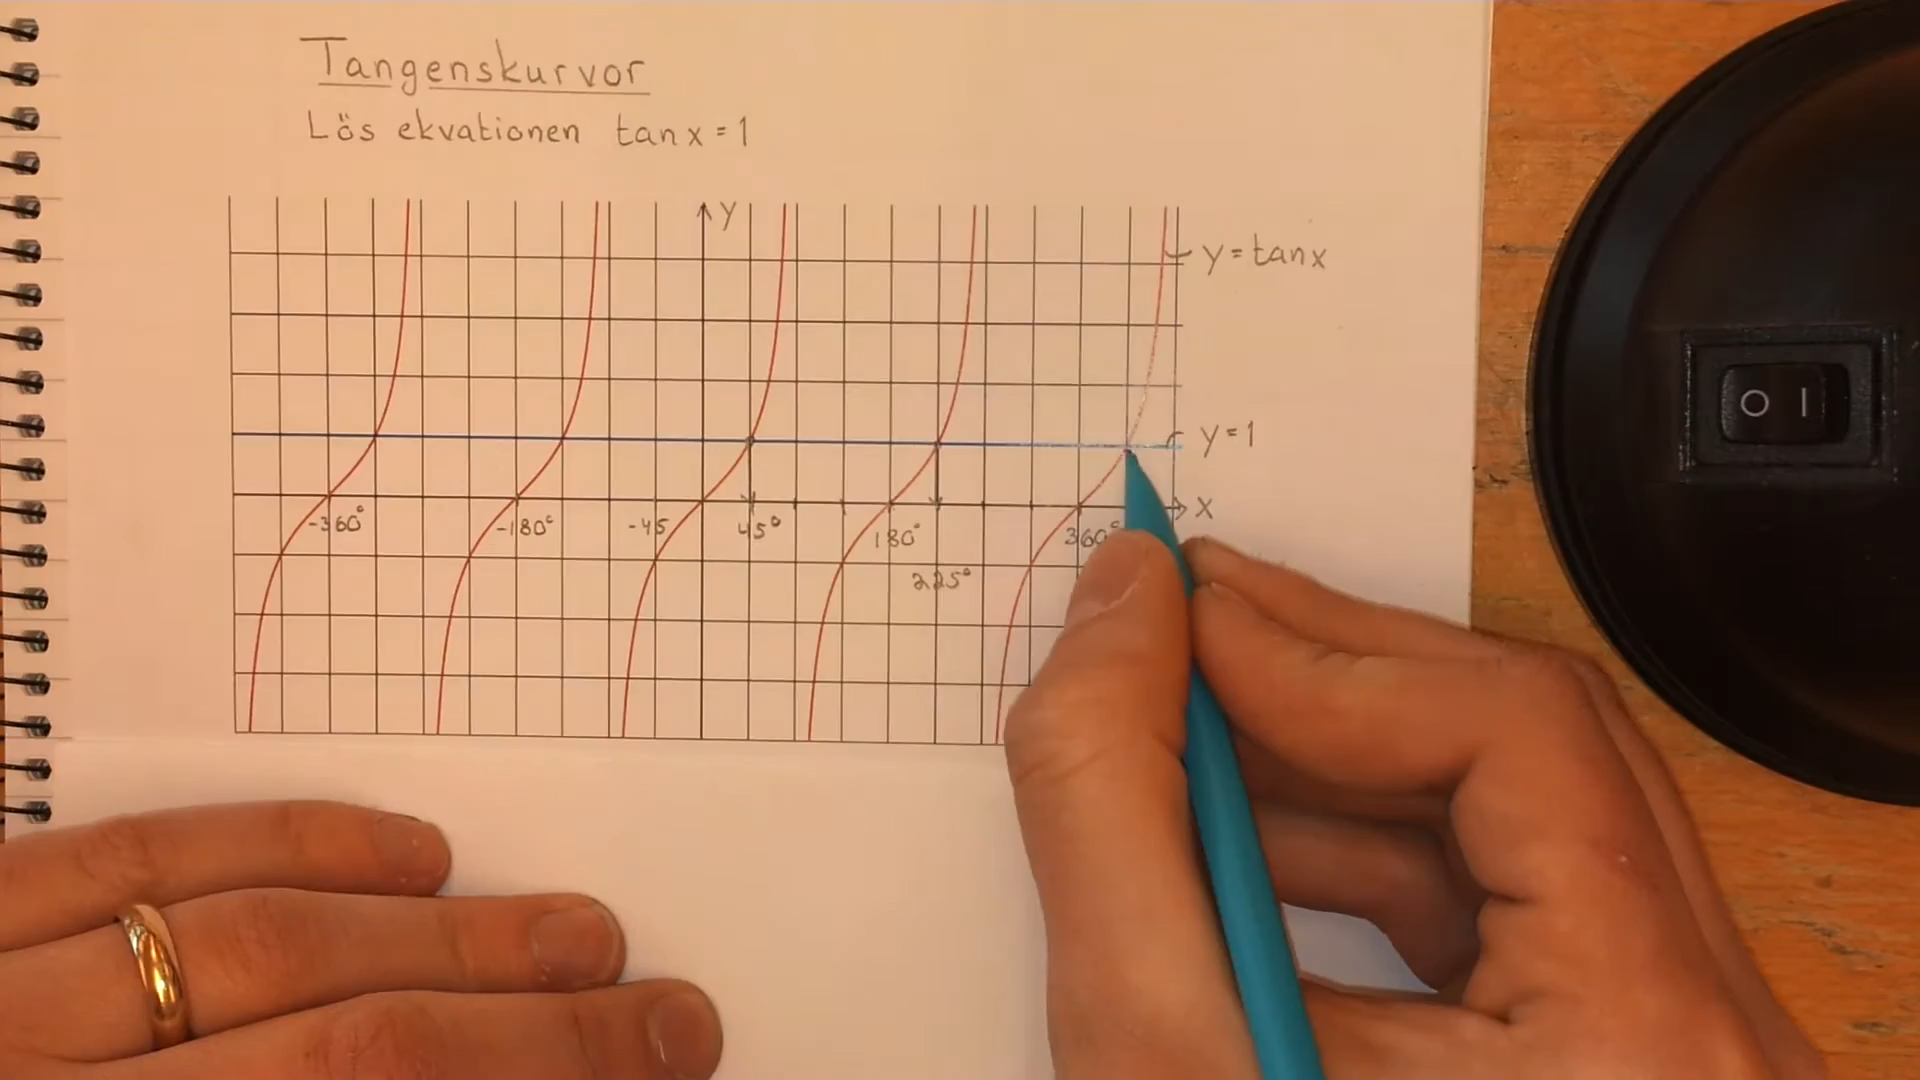 Tangenskurvor
Lös ekvationen tan x = 1
y
y = tan x
y = 1
x
-360° -180° -45 45° 180° 360°
225°
O I